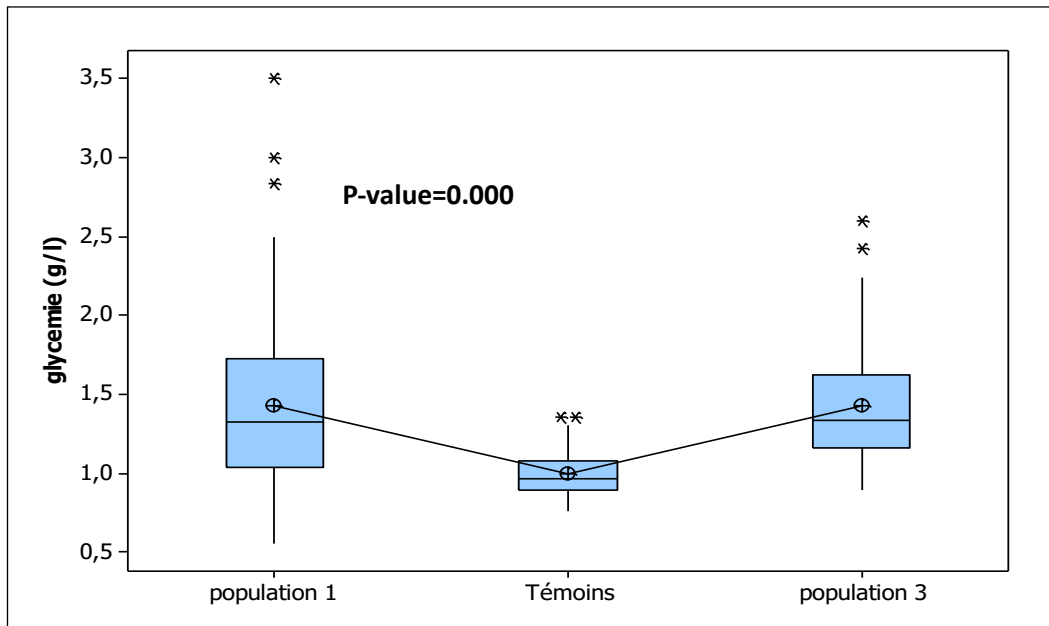 3,5
3,0
P-value=0.000
2,5
glycemie (g/l)
2,0
1,5
1,0
0,5
population 1
Témoins
population 3